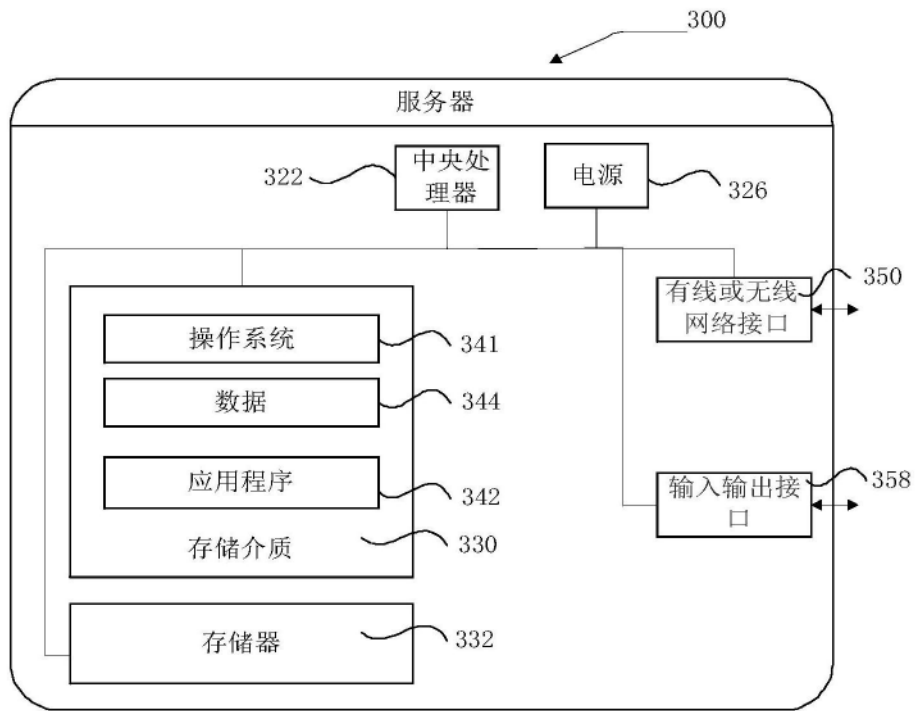 300
服务器
322
中央处
理器
电源
326
有线或无线
网络接口
350
操作系统
341
数据
344
应用程序
342
存储介质
330
输入输出接
口
358
存储器
332